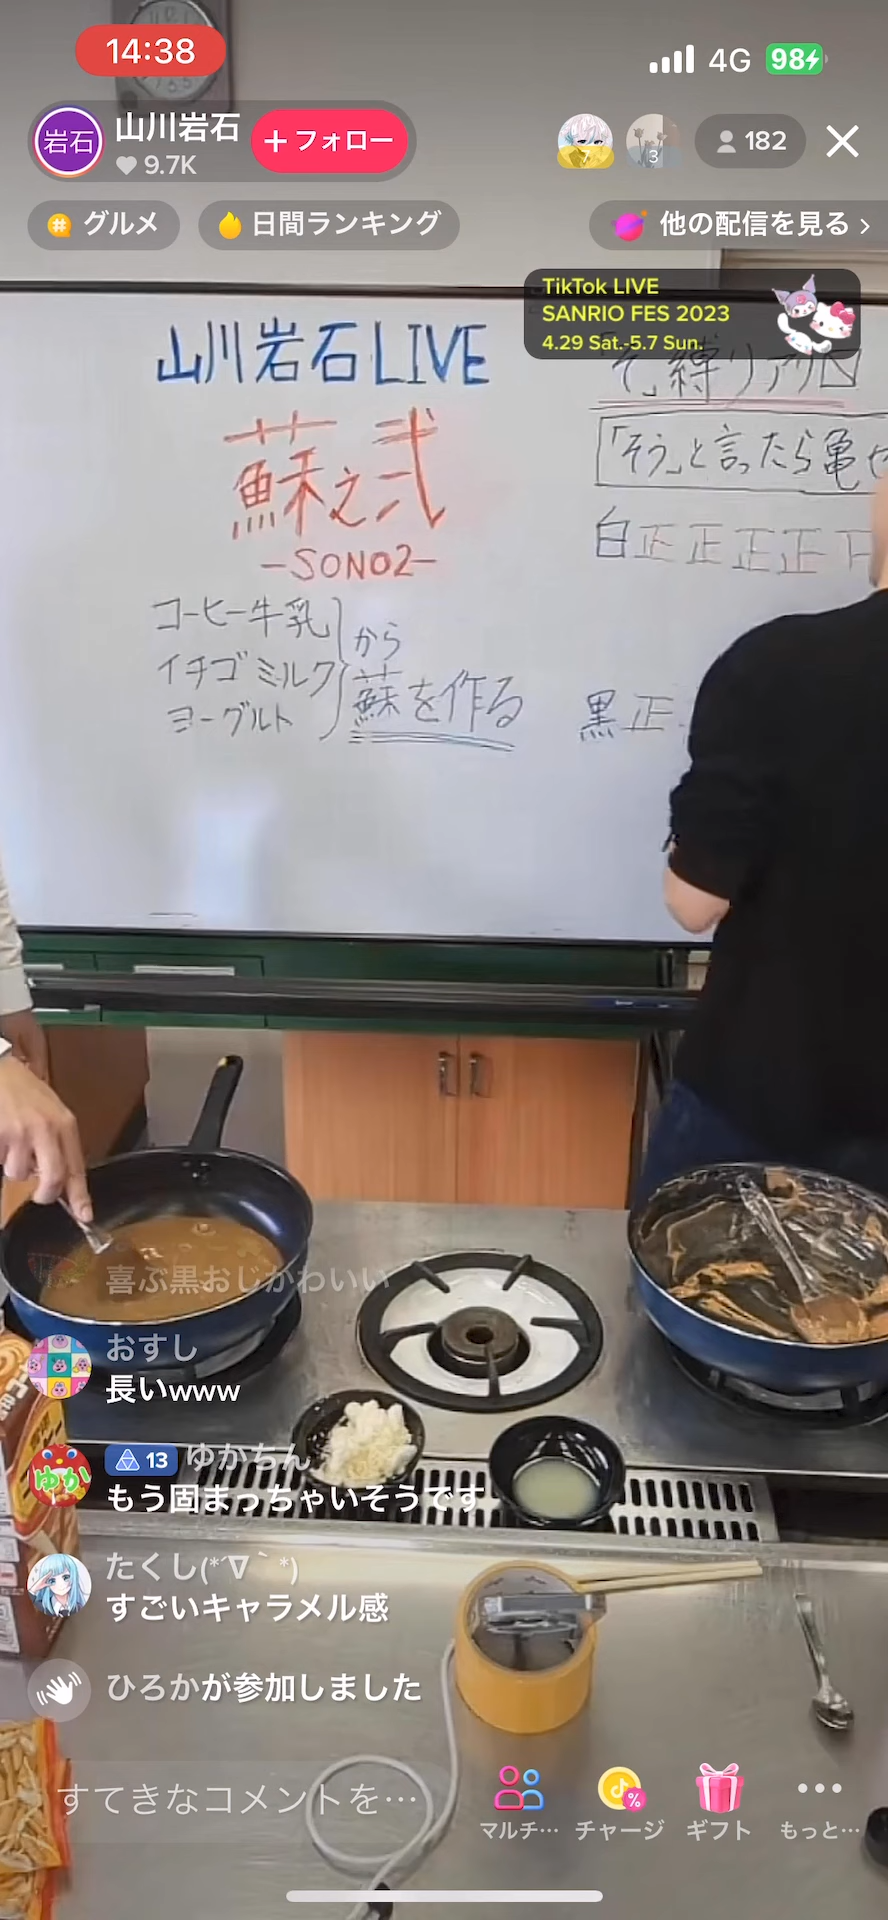 14:38
4G
98
岩石
山川岩石
9.7K
+ フォロー
3
182
グルメ
日間ランキング
他の配信を見る >
TikTok LIVE
SANRIO FES 2023
4.29 Sat.-5.7 Sun.
山川岩石LIVE
蘇之弐
-SONO2-
コーヒー牛乳
イチゴミルク
ヨーグルト
から
蘇を作る
「そ」縛り
「そう」と言ったら亀
白正正正正下
黒正
喜ぶ黒おじかわいい
おすし
長いwww
ゆか
13 ゆかちん
もう固まっちゃいそうです
たくし(*´∇｀*)
すごいキャラメル感
ひろかが参加しました
すてきなコメントを…
マルチ…
チャージ
ギフト
もっと…